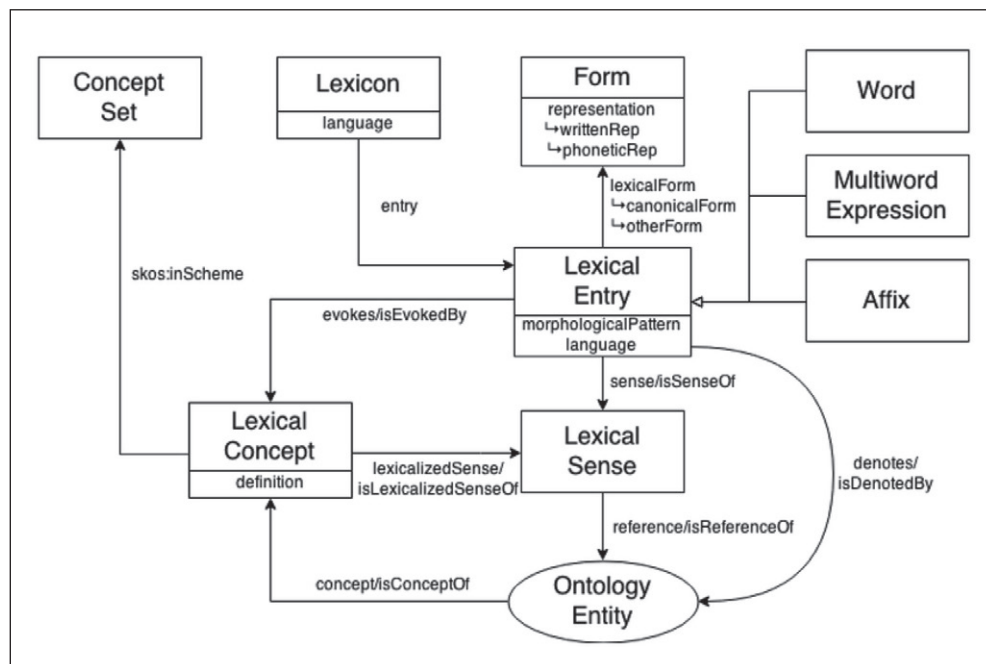 Concept
Set
Lexicon
language
Form
representation
↳writtenRep
↳phoneticRep
Word
Multiword
Expression
Affix
entry
lexicalForm
↳canonicalForm
↳otherForm
skos:inScheme
Lexical
Entry
morphologicalPattern
language
evokes/isEvokedBy
sense/isSenseOf
Lexical
Concept
definition
lexicalizedSense/
isLexicalizedSenseOf
Lexical
Sense
denotes/
isDenotedBy
reference/isReferenceOf
concept/isConceptOf
Ontology
Entity